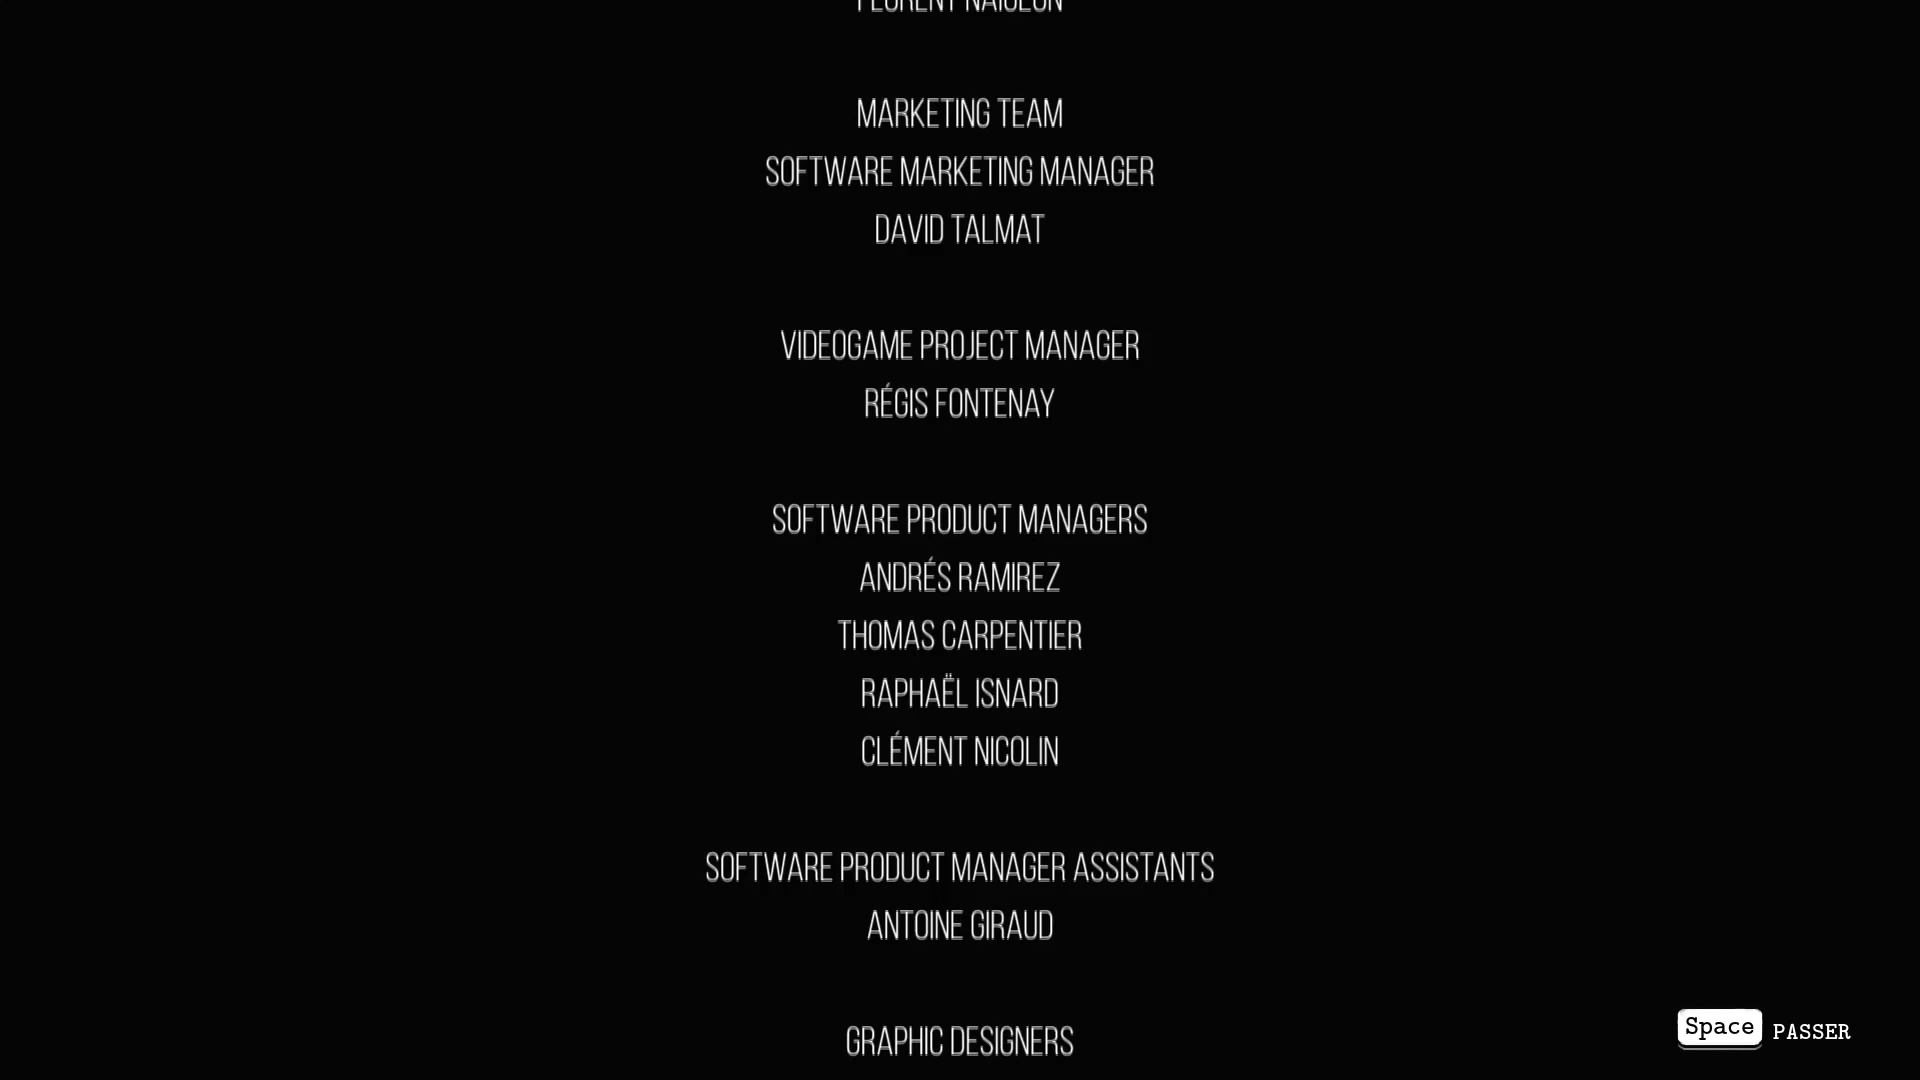 MARKETING TEAM
SOFTWARE MARKETING MANAGER
DAVID TALMAT
VIDEOGAME PROJECT MANAGER
RÉGIS FONTENAY
SOFTWARE PRODUCT MANAGERS
ANDRÉS RAMIREZ
THOMAS CARPENTIER
RAPHAËL ISNARD
CLÉMENT NICOLIN
SOFTWARE PRODUCT MANAGER ASSISTANTS
ANTOINE GIRAUD
GRAPHIC DESIGNERS
Space PASSER